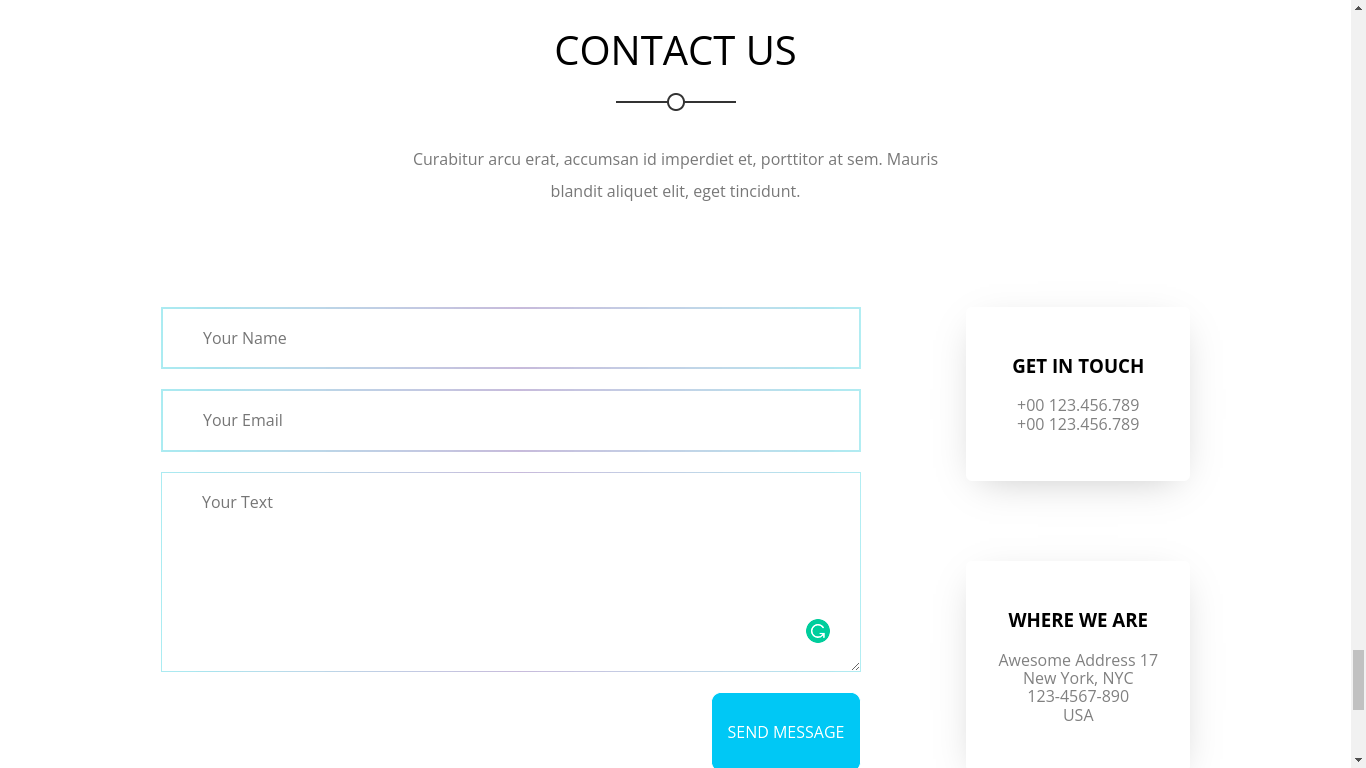 CONTACT US
Curabitur arcu erat, accumsan id imperdiet et, porttitor at sem. Mauris
blandit aliquet elit, eget tincidunt.
Your Name
Your Email
Your Text
SEND MESSAGE
GET IN TOUCH
+00 123.456.789
+00 123.456.789
WHERE WE ARE
Awesome Address 17
New York, NYC
123-4567-890
USA